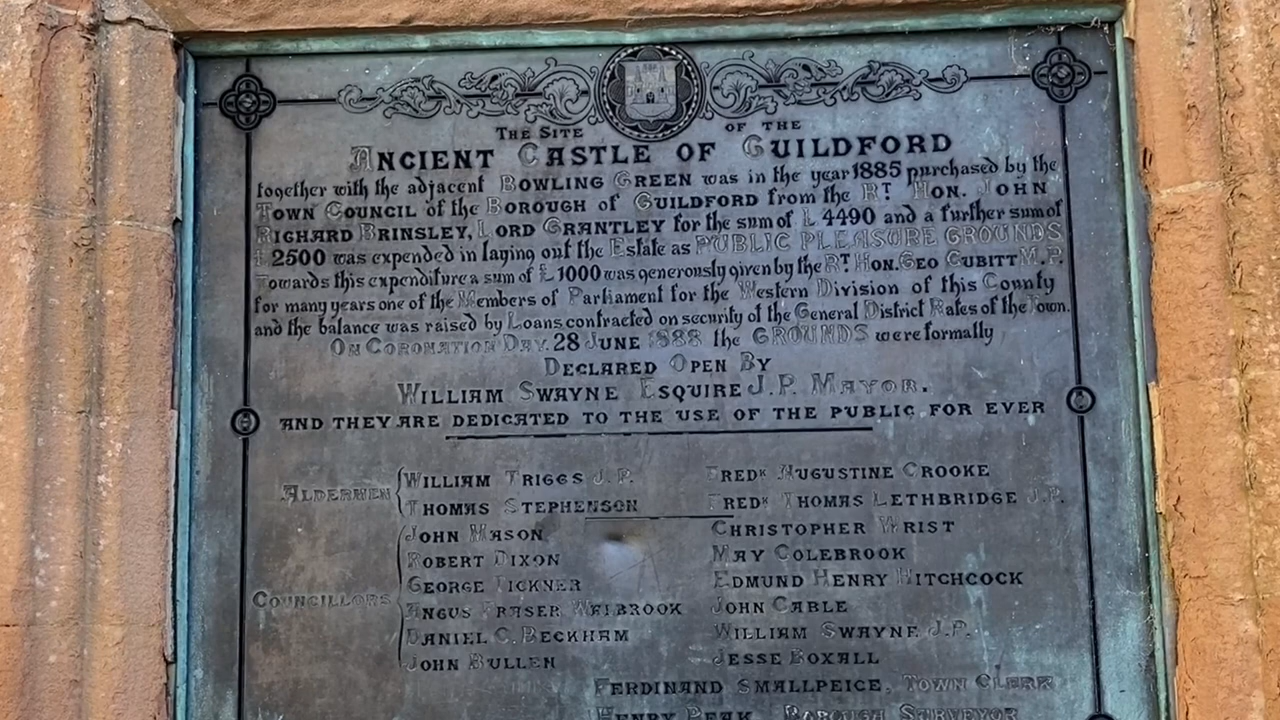 The Site of the
Ancient Castle of Guildford
together with the adjacent Bowling Green was in the year 1885 purchased by the
Town Council of the Borough of Guildford from the Rt. Hon. John
Richard Brinsley, Lord Grantley for the sum of £4490 and a further sum of
£2500 was expended in laying out the Estate as PUBLIC PLEASURE GROUNDS
Towards this expenditure a sum of £1000 was generously given by the Rt. Hon. Geo Cubitt M.P.
for many years one of the Members of Parliament for the Western Division of this County
and the balance was raised by Loans contracted on security of the General District Rates of the Town.
On Coronation Day, 28 June 1888 the GROUNDS were formally
Declared Open By
William Swayne Esquire J.P. Mayor.
AND THEY ARE DEDICATED TO THE USE OF THE PUBLIC FOR EVER
Aldermen
William Triggs J.P. Fredk Augustine Crooke
Thomas Stephenson Fredk Thomas Lethbridge J.P.
Councillors
John Mason Christopher Wrist
Robert Dixon May Colebrook
George Tickner Edmund Henry Hitchcock
Angus Fraser Walbrook John Cable
Daniel C. Beckham William Swayne J.P.
John Bullen Jesse Boxall
Ferdinand Smallpeice, Town Clerk
Henry Peak, Borough Surveyor